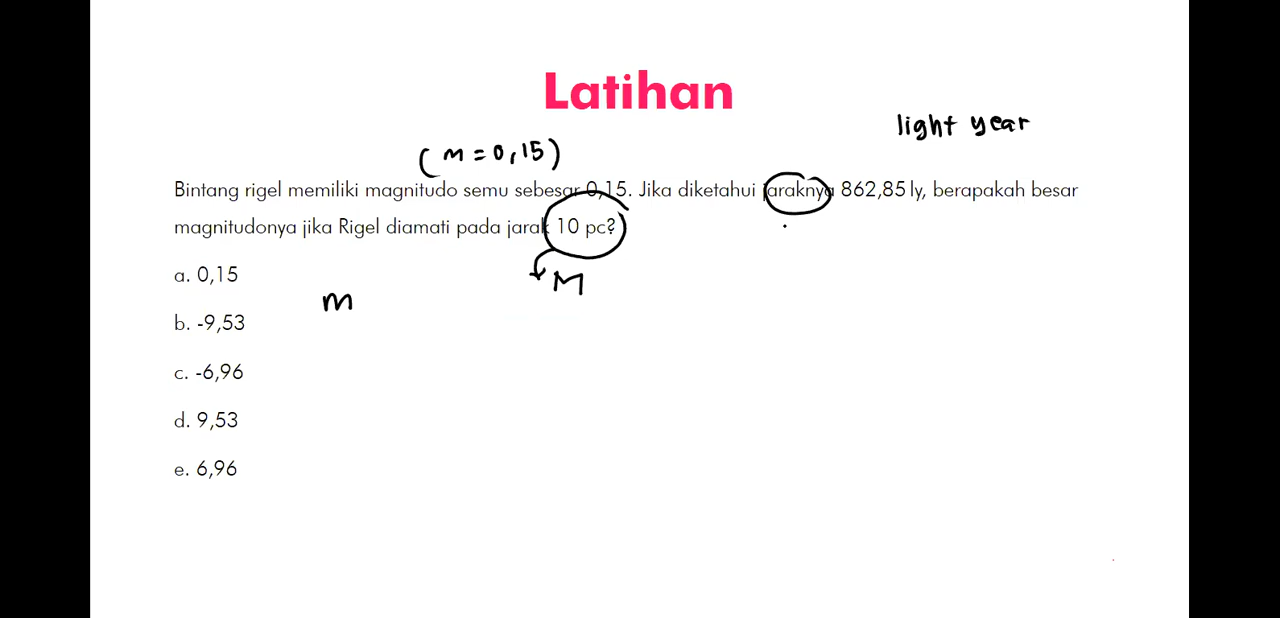 Latihan
light year
(m = 0,15)
Bintang rigel memiliki magnitudo semu sebesar 0,15. Jika diketahui jaraknya 862,85 ly, berapakah besar
magnitudonya jika Rigel diamati pada jarak 10 pc?
a. 0,15
M
m
b. -9,53
c. -6,96
d. 9,53
e. 6,96